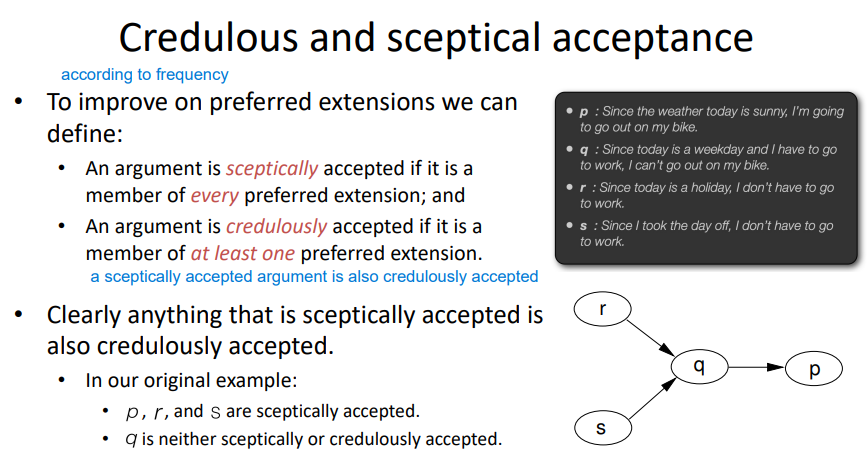 Credulous and sceptical acceptance
according to frequency
• To improve on preferred extensions we can
define:
• An argument is sceptically accepted if it is a
member of every preferred extension; and
• An argument is credulously accepted if it is a
member of at least one preferred extension.
a sceptically accepted argument is also credulously accepted
• Clearly anything that is sceptically accepted is
also credulously accepted.
• In our original example:
• p, r, and s are sceptically accepted.
• q is neither sceptically or credulously accepted.
• p : Since the weather today is sunny, I'm going
to go out on my bike.
• q : Since today is a weekday and I have to go
to work, I can't go out on my bike.
• r : Since today is a holiday, I don't have to go
to work.
• s : Since I took the day off, I don't have to go
to work.
r
q
p
s